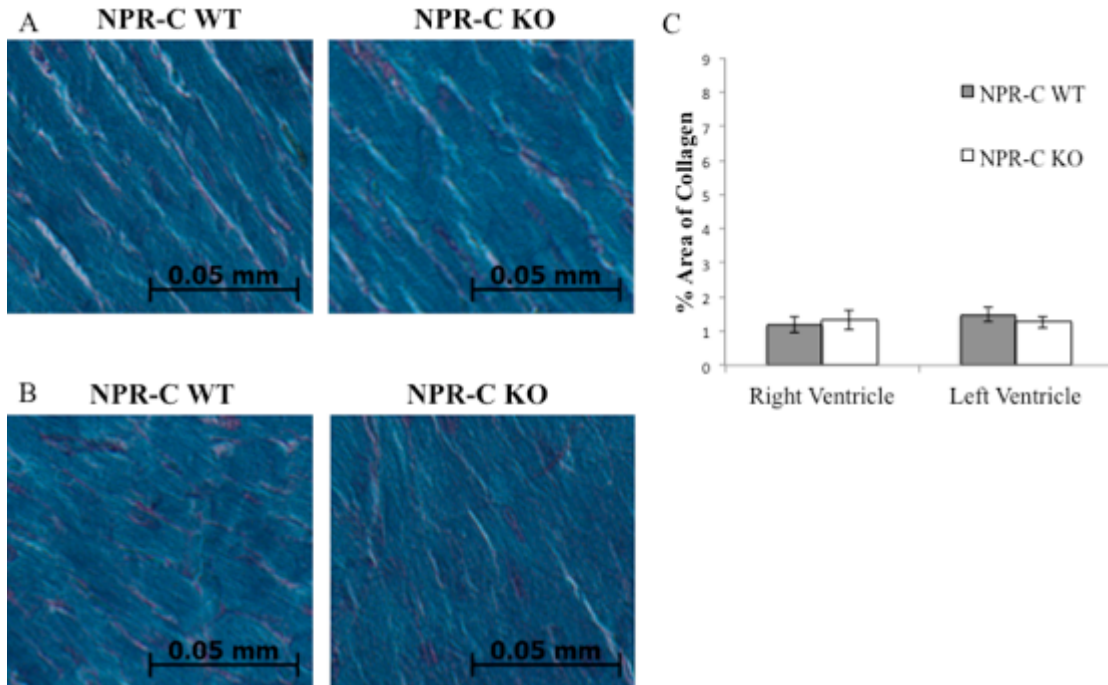 A
NPR-C WT
NPR-C KO
0.05 mm
0.05 mm
B
NPR-C WT
NPR-C KO
0.05 mm
0.05 mm
C
% Area of Collagen
9
8
7
6
5
4
3
2
1
0
NPR-C WT
NPR-C KO
Right Ventricle
Left Ventricle